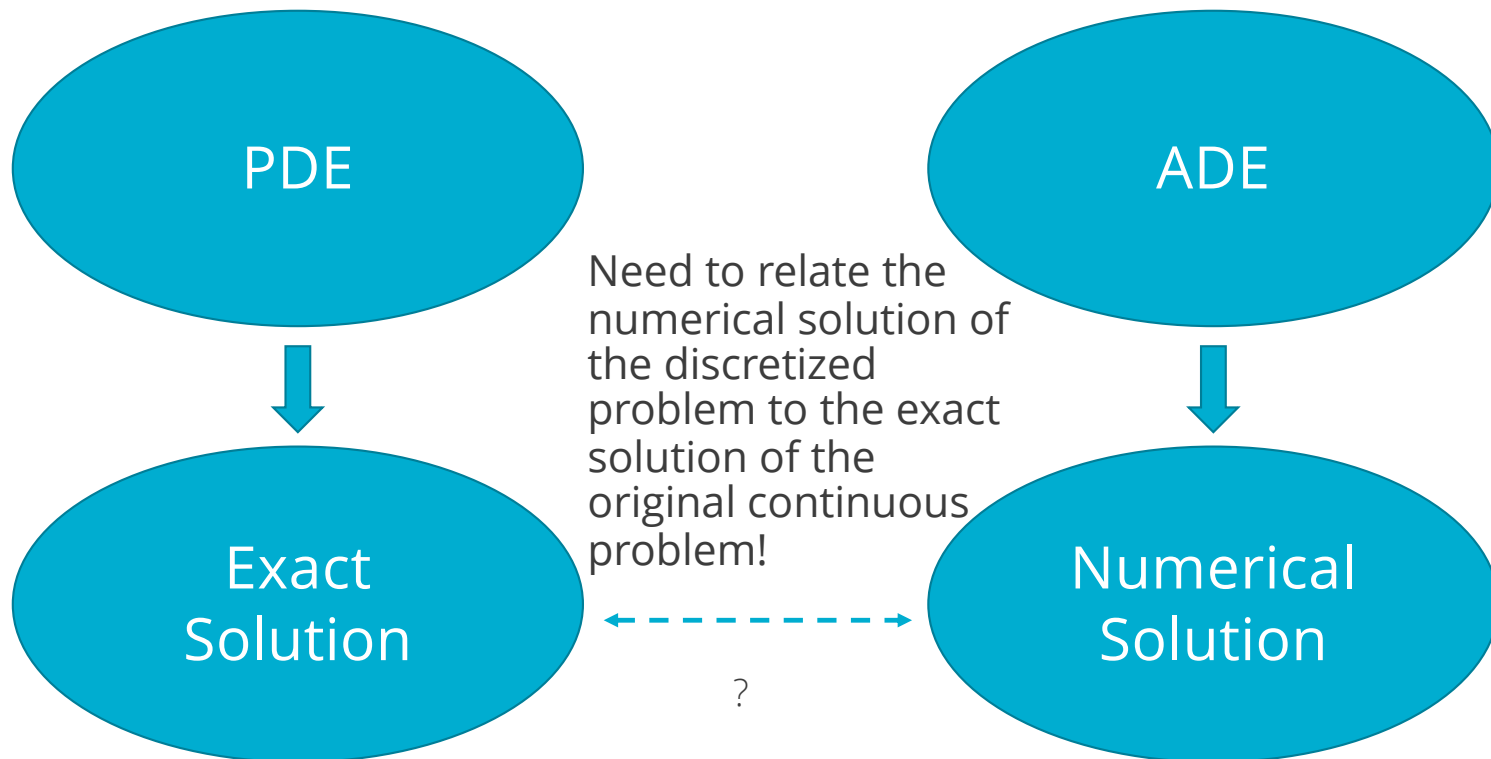 PDE
ADE
Need to relate the
numerical solution of
the discretized
problem to the exact
solution of the
original continuous
problem!
Exact
Solution
Numerical
Solution
?